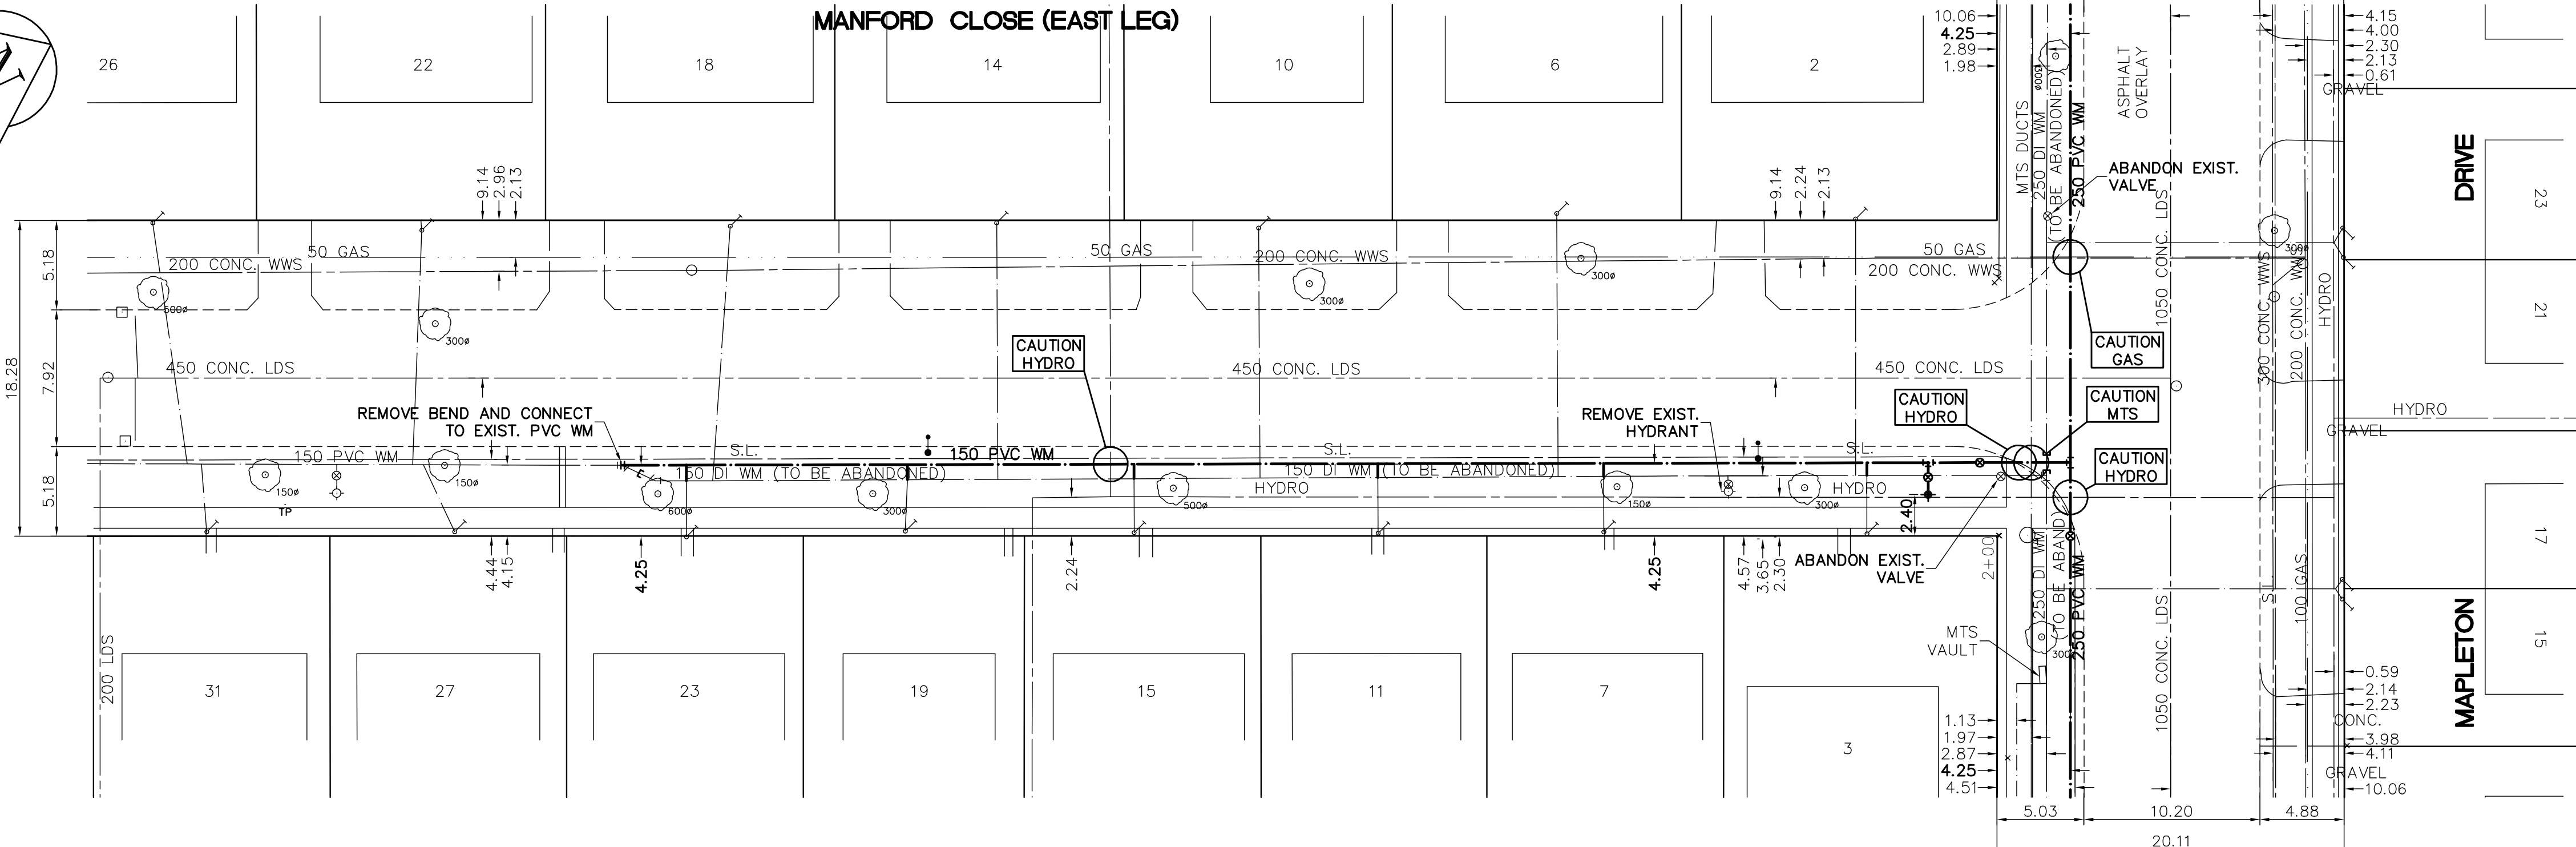 MANFORD CLOSE (EAST LEG)
26
22
18
14
10
6
2
10.06
4.25
2.89
1.98
4.15
4.00
2.30
2.13
0.61
GRAVEL
ASPHALT
OVERLAY
MTS DUCTS
250 DI WM
(TO BE ABANDONED)
250 PVC WM
300ø
ABANDON EXIST.
VALVE
1050 CONC. LDS
DRIVE
23
9.14
2.96
2.13
9.14
2.24
2.13
18.28
5.18
7.92
5.18
50 GAS
200 CONC. WWS
50 GAS
200 CONC. WWS
50 GAS
200 CONC. WWS
600ø
300ø
300ø
300ø
300ø
300 CONC. WWS
200 CONC. WWS
HYDRO
21
CAUTION
HYDRO
CAUTION
GAS
450 CONC. LDS
450 CONC. LDS
450 CONC. LDS
CAUTION
HYDRO
CAUTION
MTS
HYDRO
GRAVEL
REMOVE BEND AND CONNECT
TO EXIST. PVC WM
REMOVE EXIST.
HYDRANT
S.L.
S.L.
S.L.
150 PVC WM
150 PVC WM
150 DI WM (TO BE ABANDONED)
150 DI WM (TO BE ABANDONED)
CAUTION
HYDRO
HYDRO
HYDRO
150ø
150ø
600ø
300ø
500ø
150ø
300ø
TP
2.40
17
4.44
4.15
4.25
2.24
4.25
4.57
3.65
2.30
ABANDON EXIST.
VALVE
2+00
250 DI WM
(TO BE ABAND)
250 PVC WM
300ø
1050 CONC. LDS
100 GAS
MAPLETON
15
200 LDS
MTS
VAULT
31
27
23
19
15
11
7
3
1.13
1.97
2.87
4.25
4.51
0.59
2.14
2.23
CONC.
3.98
4.11
GRAVEL
10.06
5.03
10.20
4.88
20.11